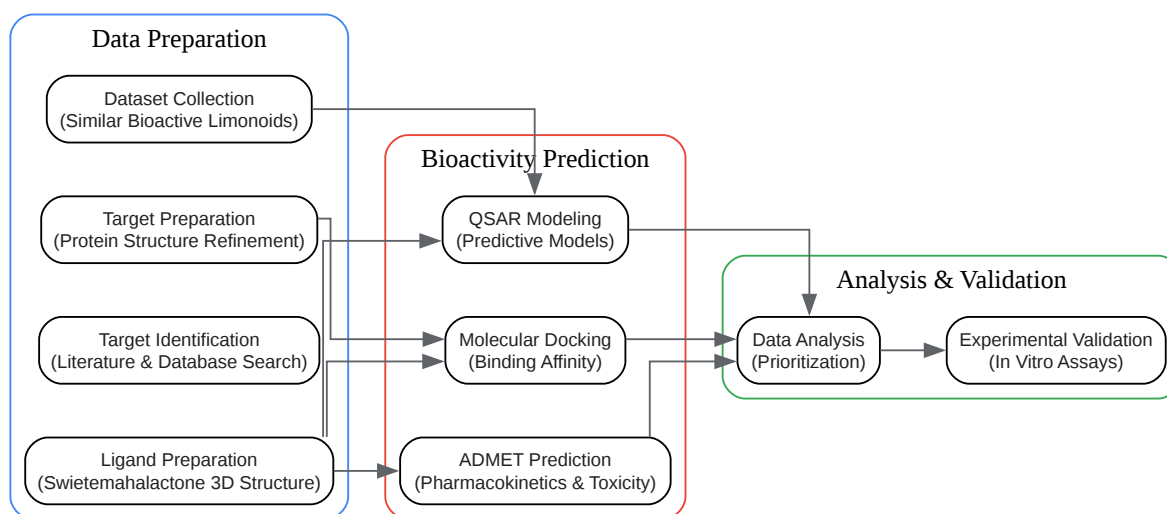 Data Preparation
Dataset Collection
(Similar Bioactive Limonoids)
Target Preparation
(Protein Structure Refinement)
Target Identification
(Literature & Database Search)
Ligand Preparation
(Swietemahalactone 3D Structure)
Bioactivity Prediction
QSAR Modeling
(Predictive Models)
Molecular Docking
(Binding Affinity)
ADMET Prediction
(Pharmacokinetics & Toxicity)
Analysis & Validation
Data Analysis
(Prioritization)
Experimental Validation
(In Vitro Assays)